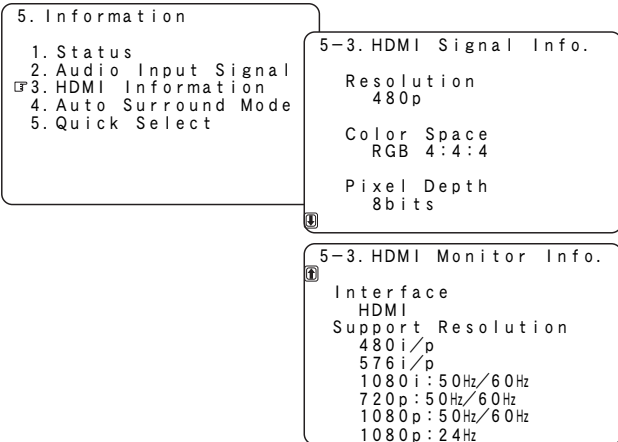 5. Information
1. Status
2. Audio Input Signal
☞3. HDMI Information
4. Auto Surround Mode
5. Quick Select
5-3. HDMI Signal Info.
Resolution
480p
Color Space
RGB 4:4:4
Pixel Depth
8bits
5-3. HDMI Monitor Info.
Interface
HDMI
Support Resolution
480i/p
576i/p
1080i:50Hz/60Hz
720p:50Hz/60Hz
1080p:50Hz/60Hz
1080p:24Hz